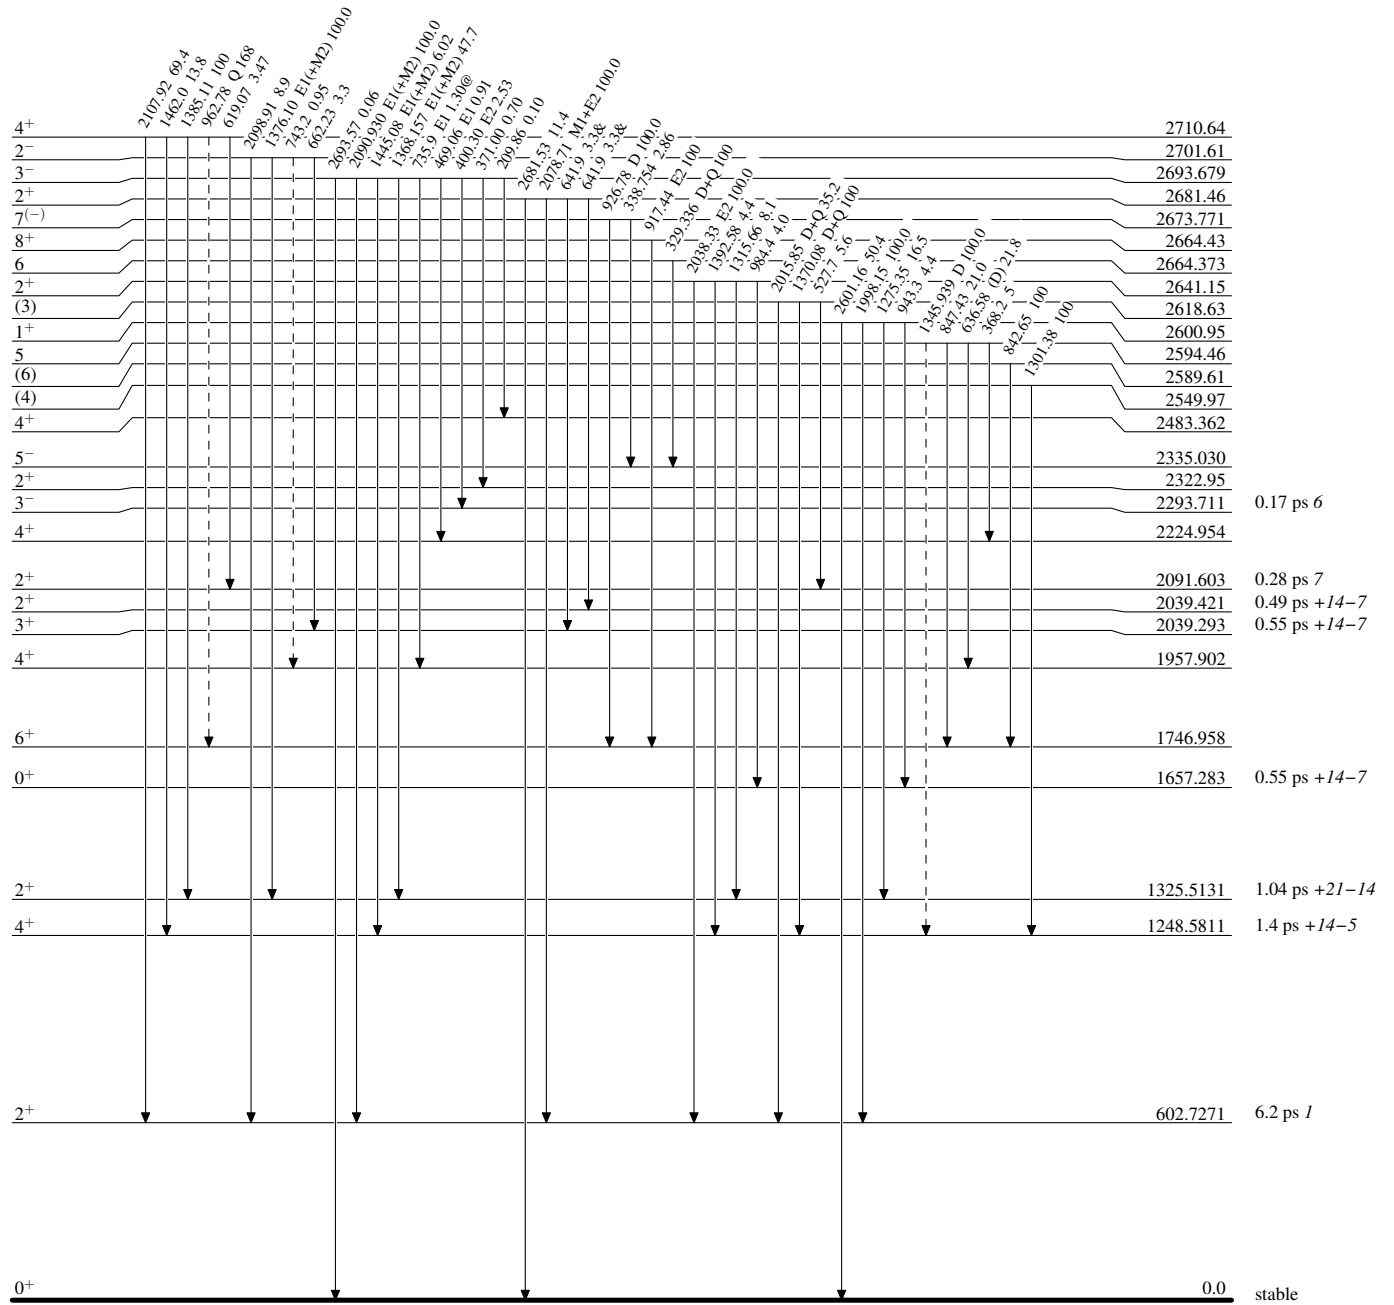 2107.92 69.4
1462.0 13.8
1385.11 100
962.78 Q 168
619.07 3.47
2098.91 8.9
1376.10 E1(+M2) 100.0
743.2 0.95
662.23 3.3
2693.57 0.06
2090.930 E1(+M2) 100.0
1445.08 E1(+M2) 6.02
1368.157 E1(+M2) 47.7
735.9 E1 1.30@
469.06 E1 0.91
400.30 E2 2.53
371.00 0.70
209.86 0.10
2681.53 11.4
2078.71 M1+E2 100.0
641.9 3.3&
641.9 3.3&
926.78 D 100.0
338.754 2.86
917.44 E2 100
329.336 D+Q 100
2038.33 E2 100.0
1392.58 4.4
1315.66 8.1
984.4 4.0
2015.85 D+Q 35.2
1370.08 D+Q 100
527.7 5.6
2601.16 50.4
1998.15 100.0
1275.35 16.5
943.3 4.4
1345.939 D 100.0
847.43 21.0
636.58 (D) 21.8
368.2 5
842.65 100
1301.38 100
4+ 2710.64
2− 2701.61
3− 2693.679
2+ 2681.46
7(−) 2673.771
8+ 2664.43
6 2664.373
2+ 2641.15
(3) 2618.63
1+ 2600.95
5 2594.46
(6) 2589.61
(4) 2549.97
4+ 2483.362
5− 2335.030
2+ 2322.95
3− 2293.711 0.17 ps 6
4+ 2224.954
2+ 2091.603 0.28 ps 7
2+ 2039.421 0.49 ps +14−7
3+ 2039.293 0.55 ps +14−7
4+ 1957.902
6+ 1746.958
0+ 1657.283 0.55 ps +14−7
2+ 1325.5131 1.04 ps +21−14
4+ 1248.5811 1.4 ps +14−5
2+ 602.7271 6.2 ps 1
0+ 0.0 stable